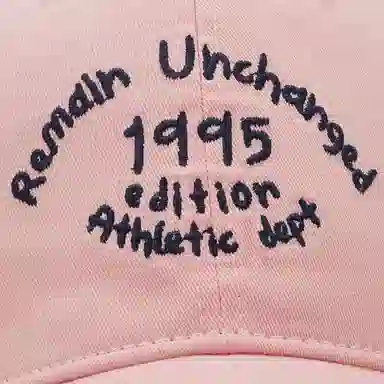 Remain Unchanged
1995
edition
Athletic dept